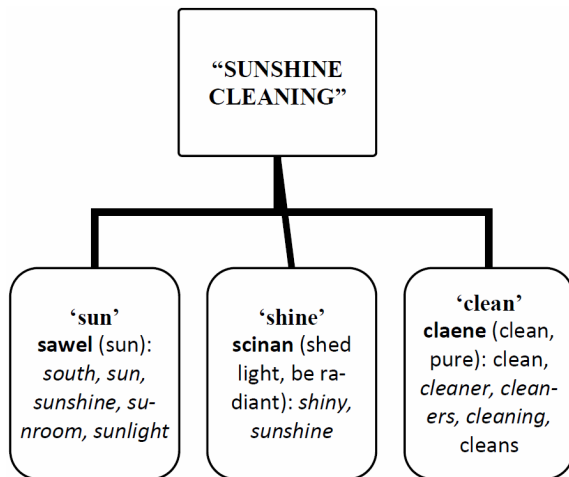 “SUNSHINE
CLEANING”
‘sun’
sawel (sun):
south, sun,
sunshine, su-
nroom, sunlight
‘shine’
scinan (shed
light, be ra-
diant): shiny,
sunshine
‘clean’
claene (clean,
pure): clean,
cleaner, clean-
ers, cleaning,
cleans